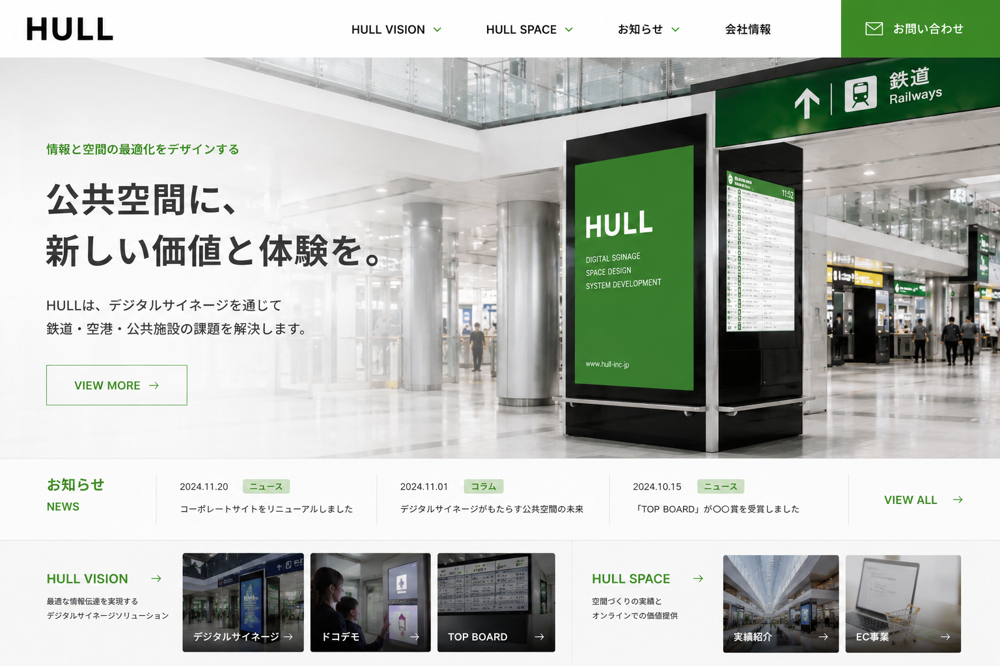 HULL
HULL VISION
HULL SPACE
お知らせ
会社情報
お問い合わせ
鉄道
Railways
情報と空間の最適化をデザインする
公共空間に、
新しい価値と体験を。
HULLは、デジタルサイネージを通じて
鉄道・空港・公共施設の課題を解決します。
VIEW MORE
HULL
DIGITAL SGINAGE
SPACE DESIGN
SYSTEM DEVELOPMENT
www.hull-inc.jp
お知らせ
NEWS
2024.11.20
ニュース
コーポレートサイトをリニューアルしました
2024.11.01
コラム
デジタルサイネージがもたらす公共空間の未来
2024.10.15
ニュース
「TOP BOARD」が〇〇賞を受賞しました
VIEW ALL
HULL VISION
最適な情報伝達を実現する
デジタルサイネージソリューション
デジタルサイネージ
ドコデモ
TOP BOARD
HULL SPACE
空間づくりの実績と
オンラインでの価値提供
実績紹介
EC事業